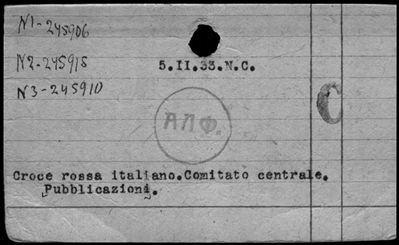 N1-245906
N2-245915
5.II.33.N.C.
N3-245910
C
АПФ.
Croce rossa italiano.Comitato centrale.
[Pubblicazioni].